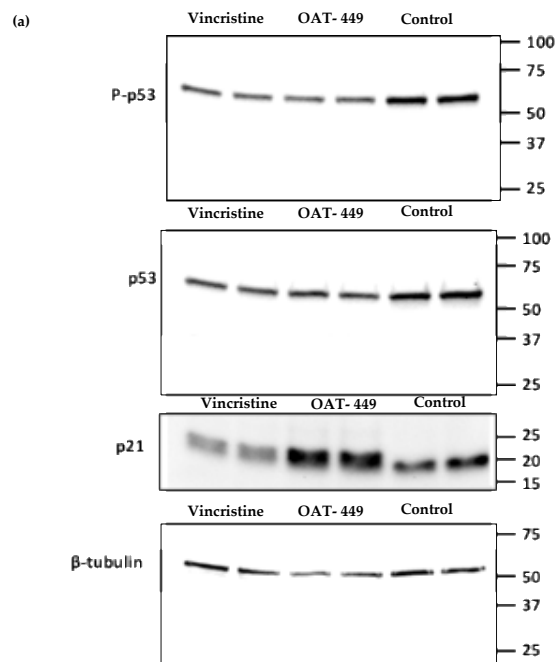 (a)
Vincristine OAT- 449 Control
P-p53
100
75
50
37
25
Vincristine OAT- 449 Control
p53
100
75
50
37
25
Vincristine OAT- 449 Control
p21
25
20
15
Vincristine OAT- 449 Control
β-tubulin
75
50
37
25